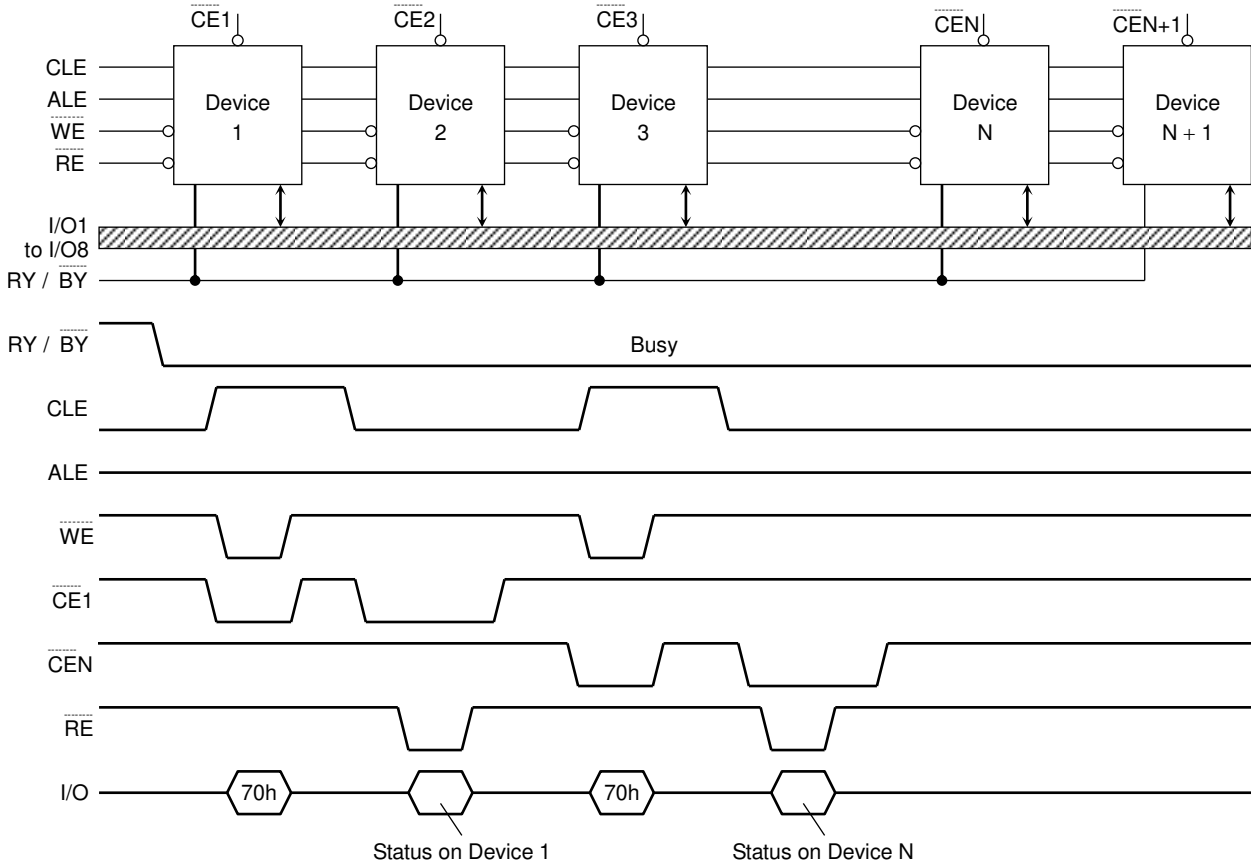 CE1 CE2 CE3 CEN CEN+1
CLE
ALE
WE
RE
Device 1
Device 2
Device 3
Device N
Device N + 1
I/O1
to I/O8
RY / BY
RY / BY
Busy
CLE
ALE
WE
CE1
CEN
RE
I/O
70h
70h
Status on Device 1
Status on Device N